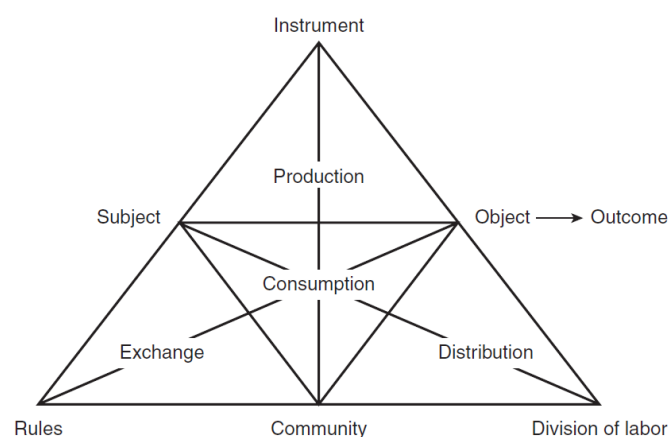 Instrument
Production
Subject
Object → Outcome
Consumption
Exchange
Distribution
Rules
Community
Division of labor